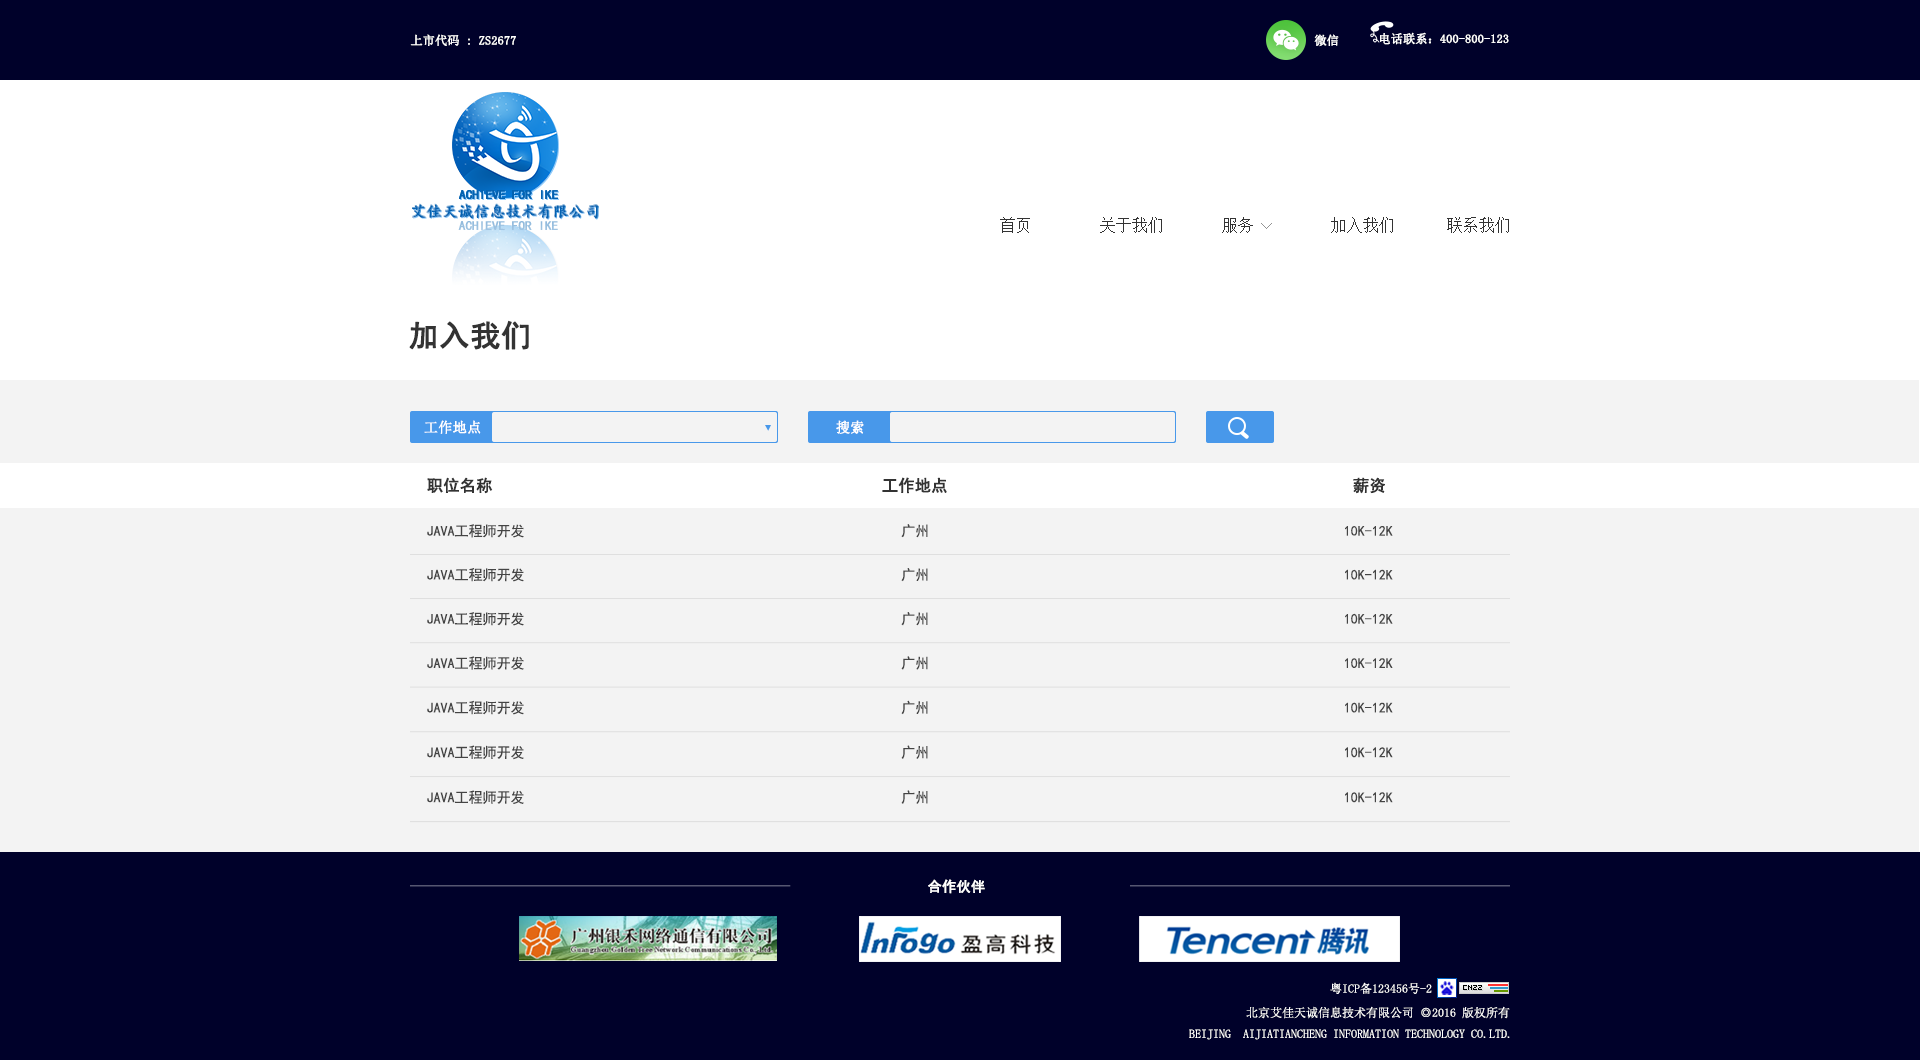 上市代码 : ZS2677
微信
电话联系: 400-800-123
ACHIEVE FOR IKE
艾佳天诚信息技术有限公司
ACHIEVE FOR IKE
首页 关于我们 服务 加入我们 联系我们
加入我们
工作地点
搜索
职位名称 工作地点 薪资
JAVA工程师开发 广州 10K-12K
JAVA工程师开发 广州 10K-12K
JAVA工程师开发 广州 10K-12K
JAVA工程师开发 广州 10K-12K
JAVA工程师开发 广州 10K-12K
JAVA工程师开发 广州 10K-12K
JAVA工程师开发 广州 10K-12K
合作伙伴
广州银禾网络通信有限公司
Guangzhou Golden Tree Network Communications Co., Ltd
Infogo 盈高科技
Tencent 腾讯
粤ICP备123456号-2
CNZZ
北京艾佳天诚信息技术有限公司 ©2016 版权所有
BEIJING AIJIATIANCHENG INFORMATION TECHNOLOGY CO.LTD.